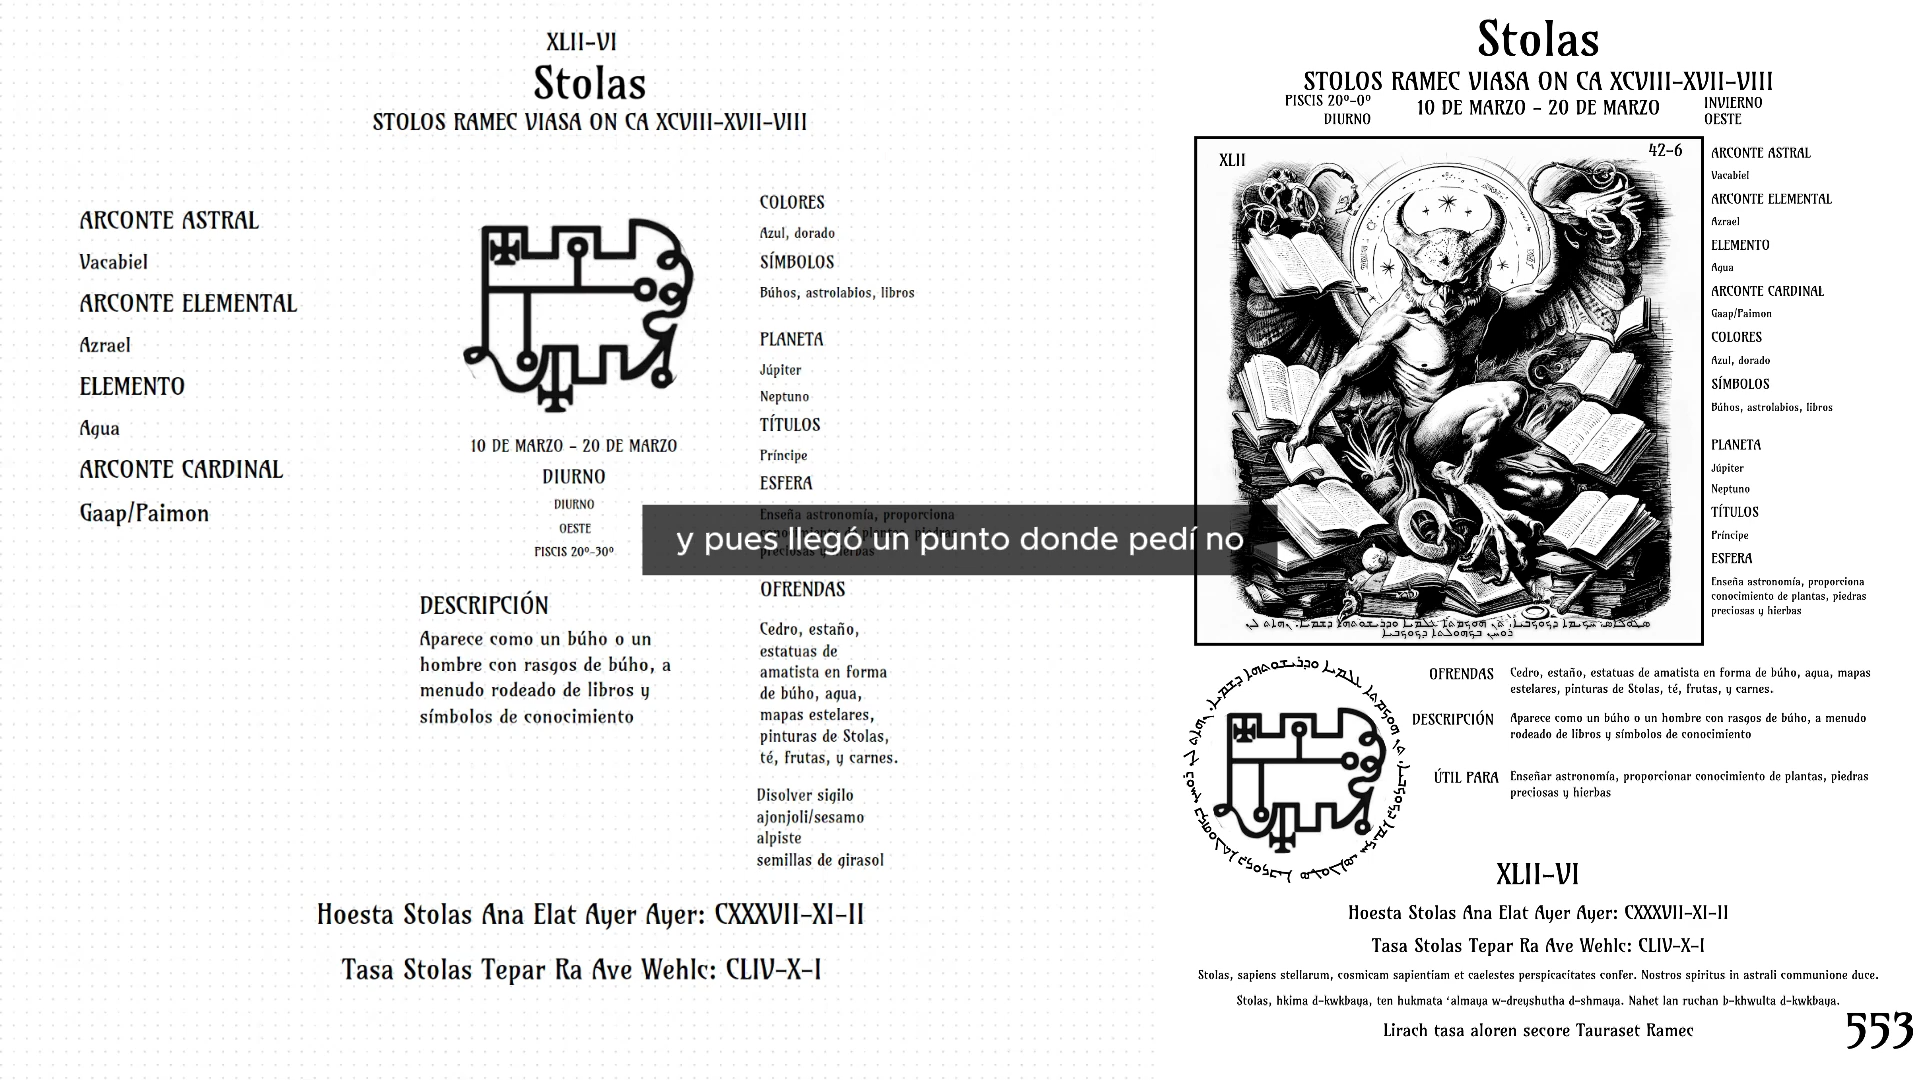 XLII-VI
Stolas
STOLOS RAMEC VIASA ON CA XCVIII-XVII-VIII
ARCONTE ASTRAL
Vacabiel
ARCONTE ELEMENTAL
Azrael
ELEMENTO
Agua
ARCONTE CARDINAL
Gaap/Paimon
10 DE MARZO - 20 DE MARZO
DIURNO
DIURNO
OESTE
PISCIS 20º-30º
DESCRIPCIÓN
Aparece como un búho o un
hombre con rasgos de búho, a
menudo rodeado de libros y
símbolos de conocimiento
COLORES
Azul, dorado
SÍMBOLOS
Búhos, astrolabios, libros
PLANETA
Júpiter
Neptuno
TÍTULOS
Príncipe
ESFERA
Enseña astronomía, proporciona
conocimiento de plantas, piedras
preciosas y hierbas
y pues llegó un punto donde pedí no
OFRENDAS
Cedro, estaño,
estatuas de
amatista en forma
de búho, agua,
mapas estelares,
pinturas de Stolas,
té, frutas, y carnes.
Disolver sigilo
ajonjoli/sesamo
alpiste
semillas de girasol
Hoesta Stolas Ana Elat Ayer Ayer: CXXXVII-XI-II
Tasa Stolas Tepar Ra Ave Wehlc: CLIV-X-I
Stolas
STOLOS RAMEC VIASA ON CA XCVIII-XVII-VIII
PISCIS 20º-0º
DIURNO
10 DE MARZO - 20 DE MARZO
INVIERNO
OESTE
XLII
42-6
ARCONTE ASTRAL
Vacabiel
ARCONTE ELEMENTAL
Azrael
ELEMENTO
Agua
ARCONTE CARDINAL
Gaap/Paimon
COLORES
Azul, dorado
SÍMBOLOS
Búhos, astrolabios, libros
PLANETA
Júpiter
Neptuno
TÍTULOS
Príncipe
ESFERA
Enseña astronomía, proporciona
conocimiento de plantas, piedras
preciosas y hierbas
OFRENDAS
Cedro, estaño, estatuas de amatista en forma de búho, agua, mapas
estelares, pinturas de Stolas, té, frutas, y carnes.
DESCRIPCIÓN
Aparece como un búho o un hombre con rasgos de búho, a menudo
rodeado de libros y símbolos de conocimiento
ÚTIL PARA
Enseñar astronomía, proporcionar conocimiento de plantas, piedras
preciosas y hierbas
XLII-VI
Hoesta Stolas Ana Elat Ayer Ayer: CXXXVII-XI-II
Tasa Stolas Tepar Ra Ave Wehlc: CLIV-X-I
Stolas, sapiens stellarum, cosmicam sapientiam et caelestes perspicacitates confer. Nostros spiritus in astrali communione duce.
Stolas, hkima d-kwkbaya, ten hukmata ‘almaya w-dreyshutha d-shmaya. Nahet lan ruchan b-khwulta d-kwkbaya.
Lirach tasa aloren secore Tauraset Ramec
553